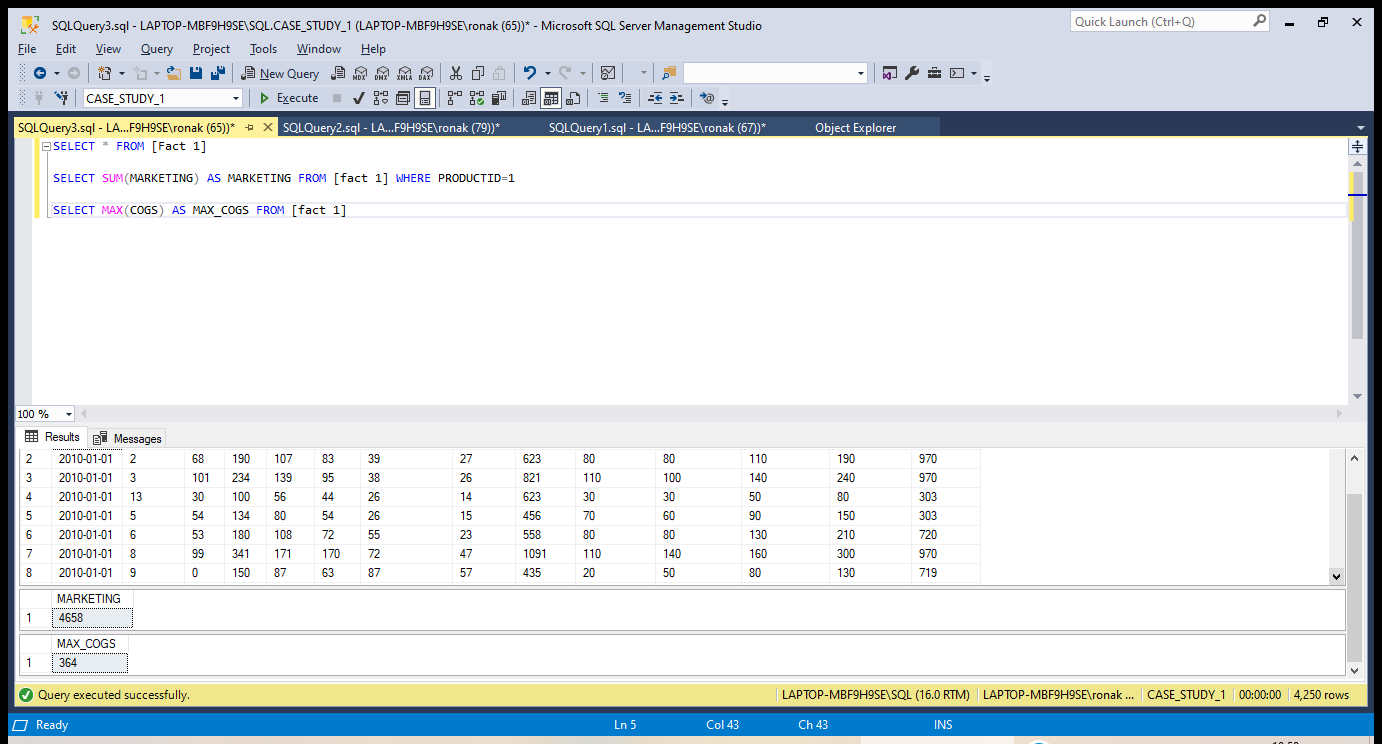 SQLQuery3.sql - LAPTOP-MBF9H9SE\SQL.CASE_STUDY_1 (LAPTOP-MBF9H9SE\ronak (65))* - Microsoft SQL Server Management Studio
Quick Launch (Ctrl+Q)
File Edit View Query Project Tools Window Help
New Query MDX DMX XMLA DAX
CASE_STUDY_1 Execute
SQLQuery3.sql - LA...F9H9SE\ronak (65))* SQLQuery2.sql - LA...F9H9SE\ronak (79))* SQLQuery1.sql - LA...F9H9SE\ronak (67))* Object Explorer
SELECT * FROM [Fact 1]
SELECT SUM(MARKETING) AS MARKETING FROM [fact 1] WHERE PRODUCTID=1
SELECT MAX(COGS) AS MAX_COGS FROM [fact 1]
100 %
Results Messages
2 2010-01-01 2 68 190 107 83 39 27 623 80 80 110 190 970
3 2010-01-01 3 101 234 139 95 38 26 821 110 100 140 240 970
4 2010-01-01 13 30 100 56 44 26 14 623 30 30 50 80 303
5 2010-01-01 5 54 134 80 54 26 15 456 70 60 90 150 303
6 2010-01-01 6 53 180 108 72 55 23 558 80 80 130 210 720
7 2010-01-01 8 99 341 171 170 72 47 1091 110 140 160 300 970
8 2010-01-01 9 0 150 87 63 87 57 435 20 50 80 130 719
MARKETING
1 4658
MAX_COGS
1 364
Query executed successfully. LAPTOP-MBF9H9SE\SQL (16.0 RTM) LAPTOP-MBF9H9SE\ronak ... CASE_STUDY_1 00:00:00 4,250 rows
Ready Ln 5 Col 43 Ch 43 INS